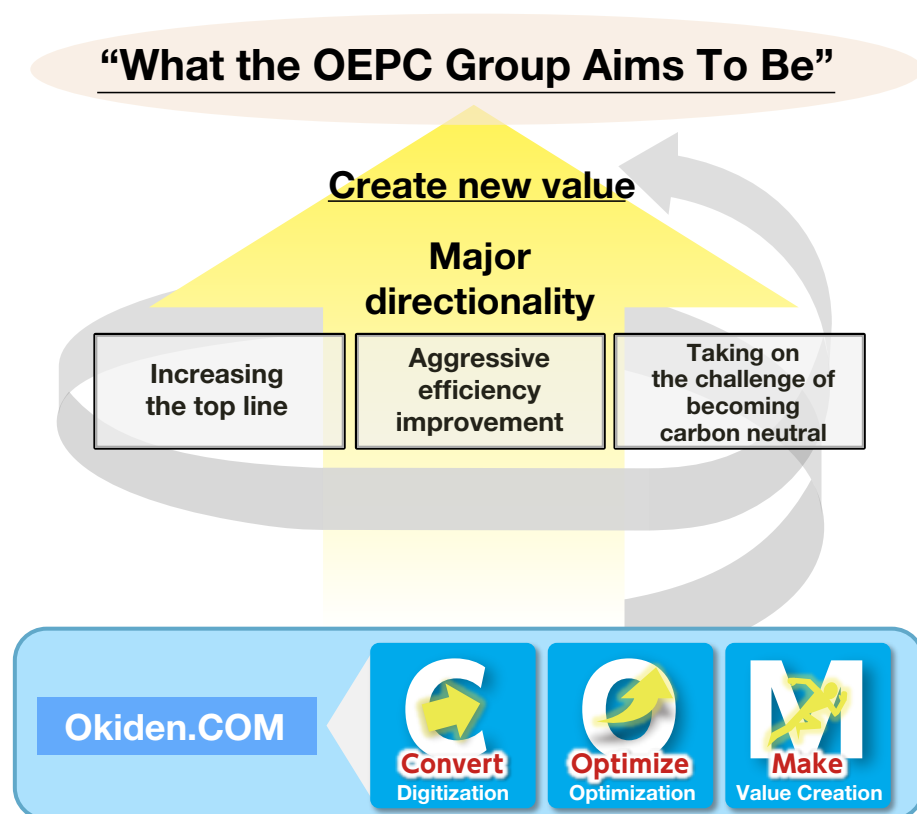 “What the OEPC Group Aims To Be”
Create new value
Major
directionality
Increasing
the top line
Aggressive
efficiency
improvement
Taking on
the challenge of
becoming
carbon neutral
Okiden.COM
C
Convert
Digitization
O
Optimize
Optimization
M
Make
Value Creation